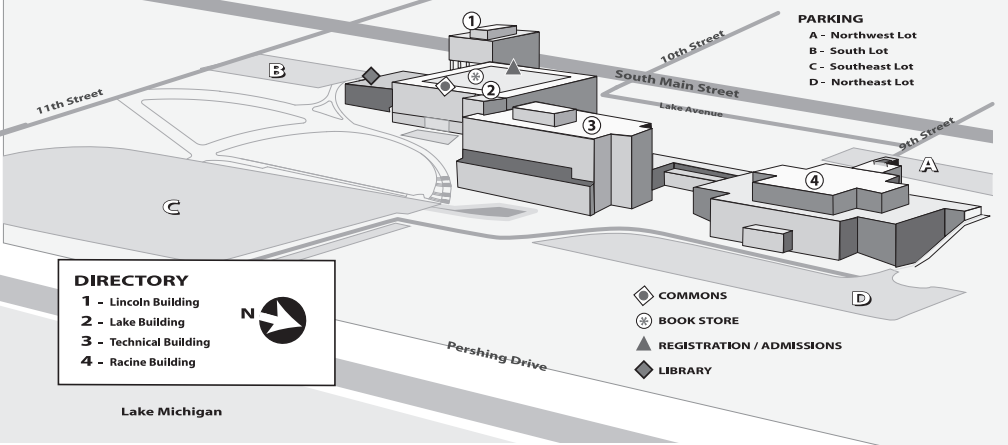 1
10th Street
PARKING
A - Northwest Lot
B - South Lot
C - Southeast Lot
D - Northeast Lot
B
South Main Street
11th Street
2
Lake Avenue
3
9th Street
A
4
C
DIRECTORY
1 - Lincoln Building
2 - Lake Building
3 - Technical Building
4 - Racine Building
N
D
COMMONS
BOOK STORE
REGISTRATION / ADMISSIONS
LIBRARY
Pershing Drive
Lake Michigan